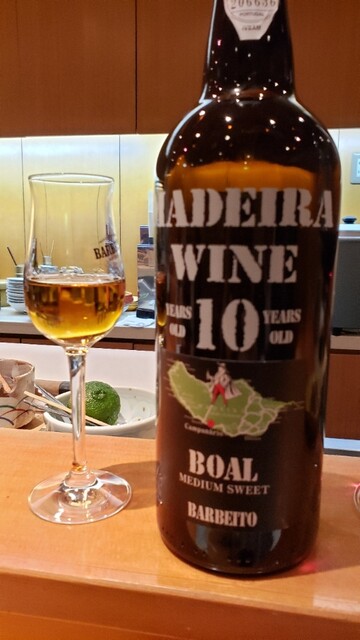 MADEIRA
WINE
YEARS OLD 10 YEARS OLD
BOAL
MEDIUM SWEET
BARBEITO